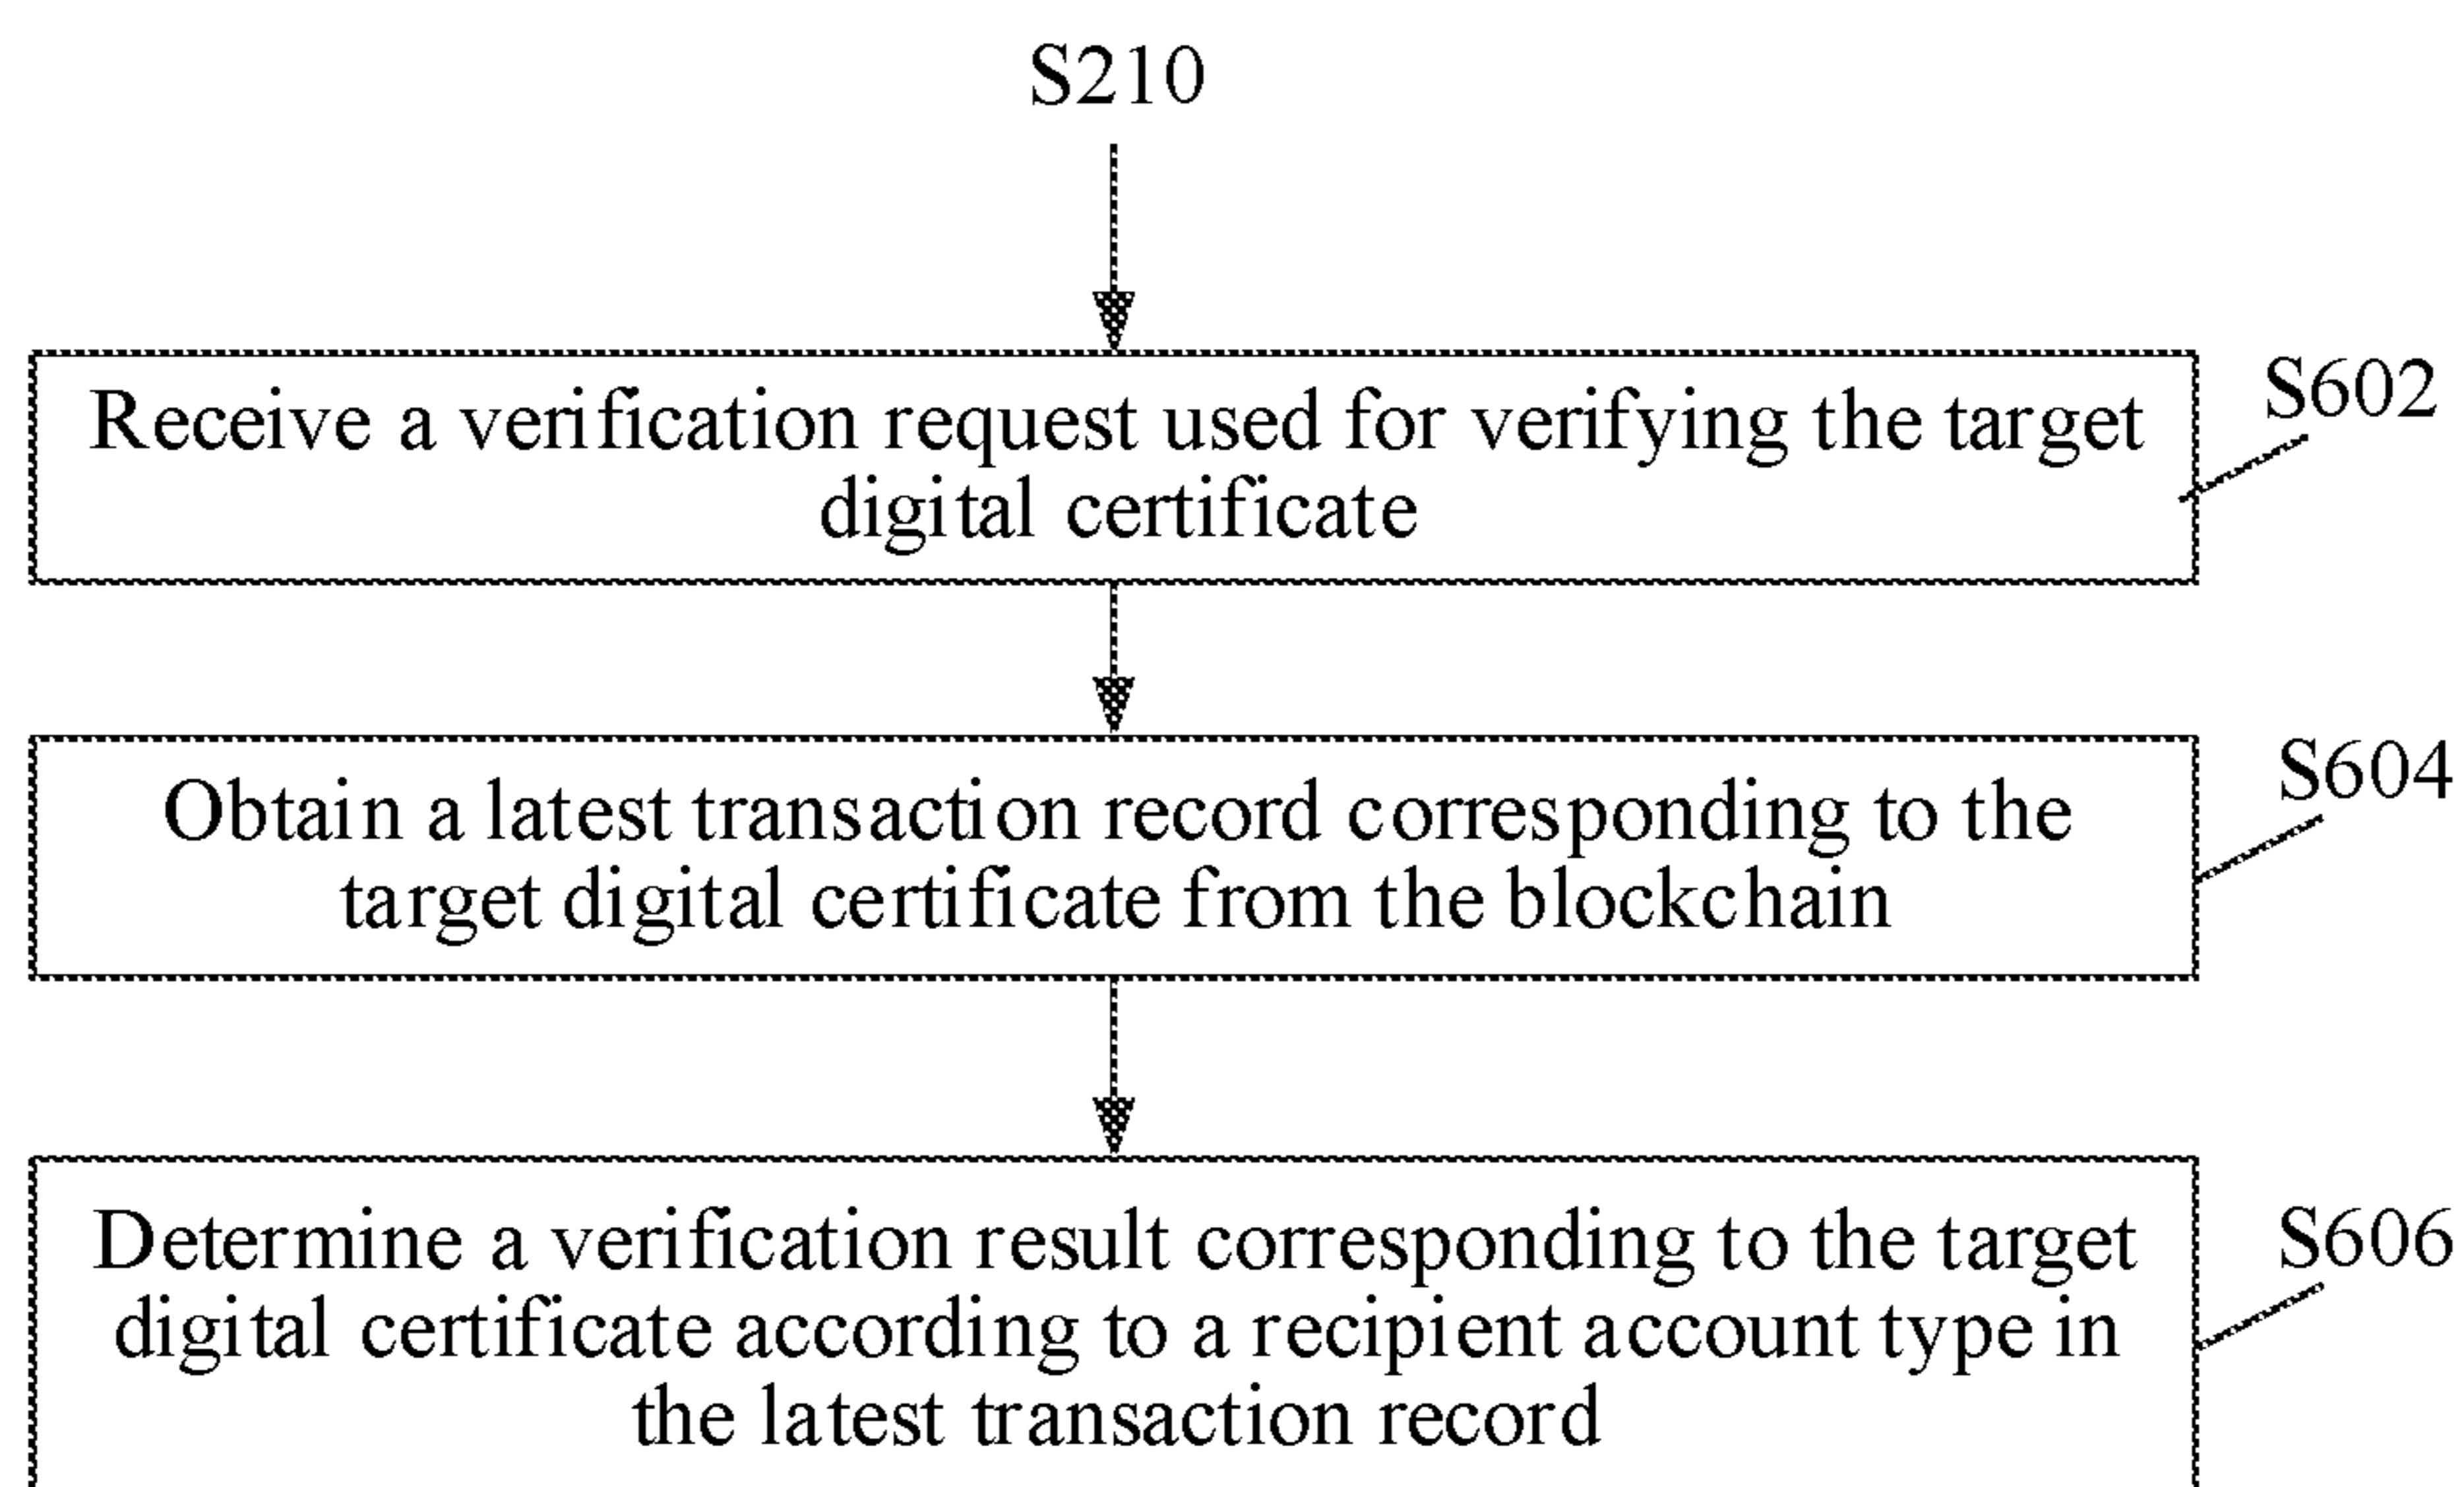 S210
Receive a verification request used for verifying the target
digital certificate
S602
Obtain a latest transaction record corresponding to the
target digital certificate from the blockchain
S604
Determine a verification result corresponding to the target
digital certificate according to a recipient account type in
the latest transaction record
S606